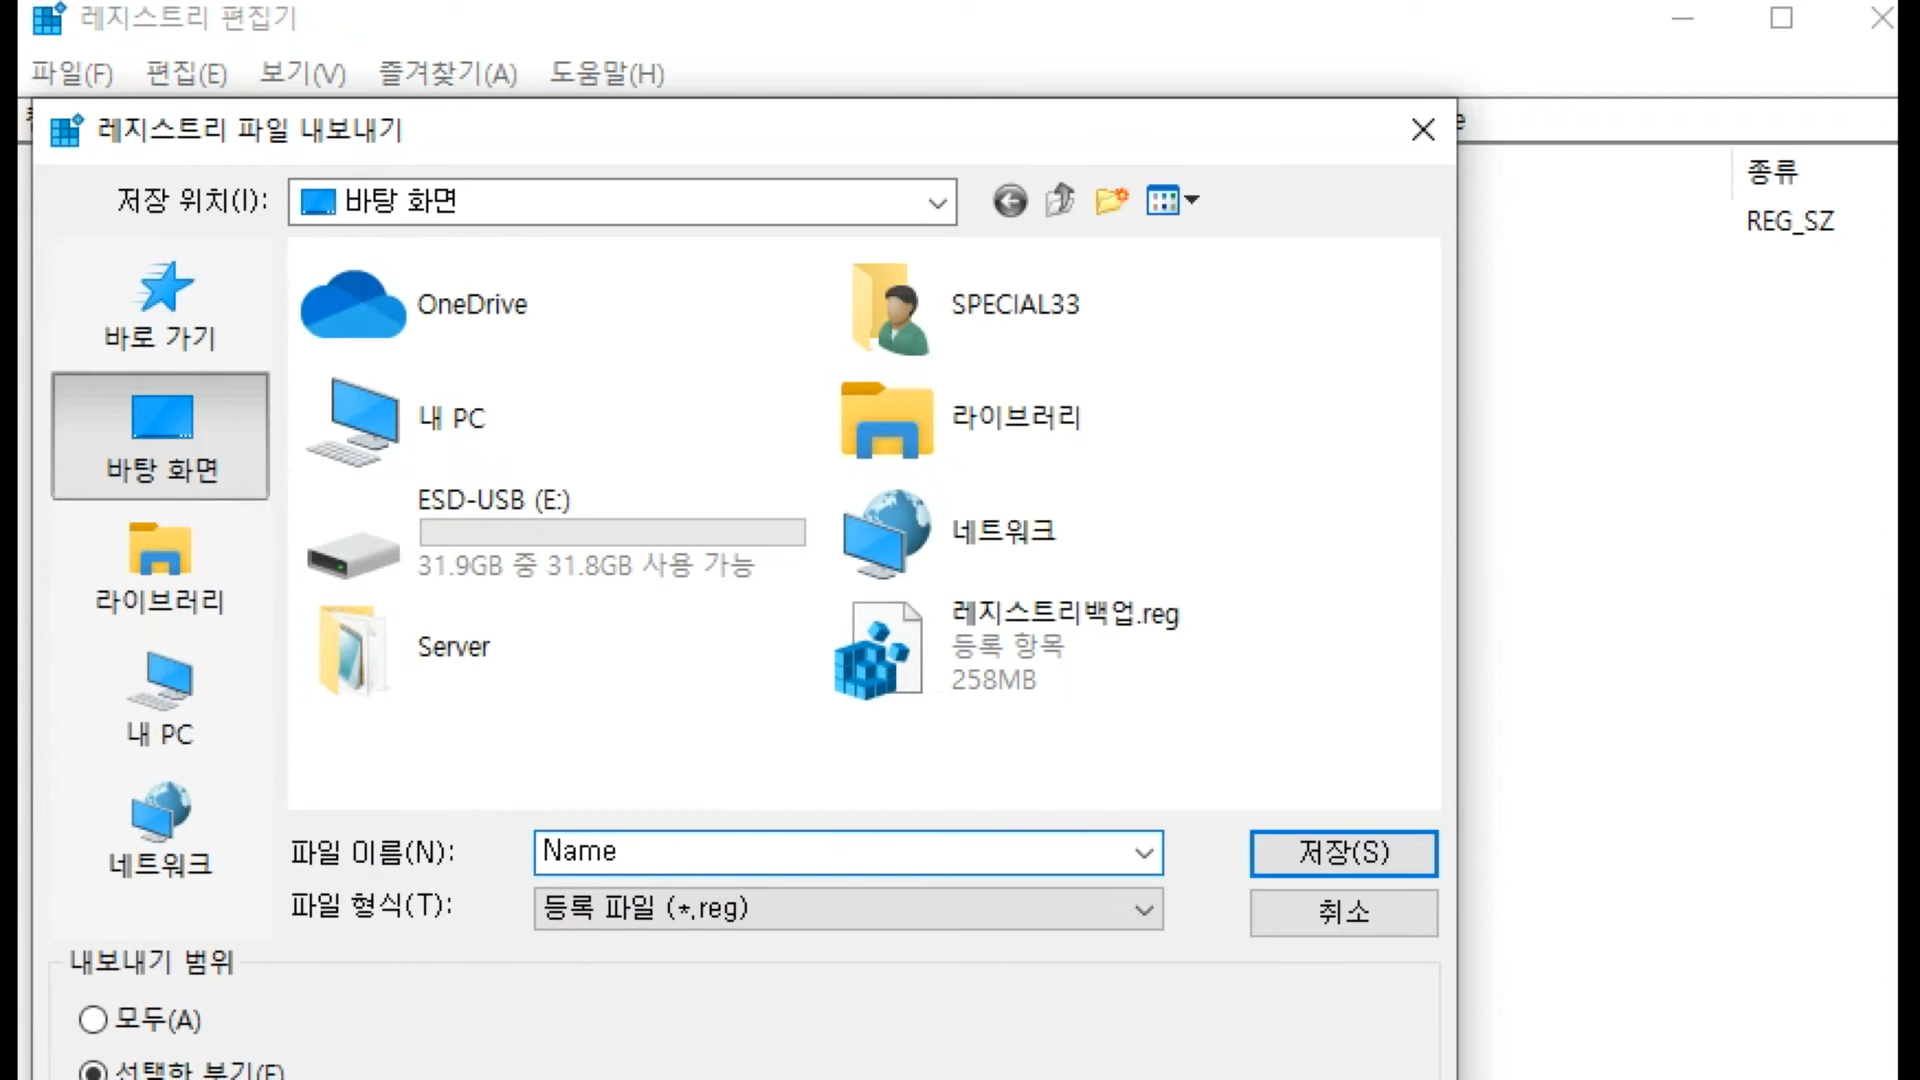 레지스트리 편집기
파일(F) 편집(E) 보기(V) 즐겨찾기(A) 도움말(H)
레지스트리 파일 내보내기
저장 위치(I): 바탕 화면
종류
REG_SZ
바로 가기
바탕 화면
라이브러리
내 PC
네트워크
OneDrive
SPECIAL33
내 PC
라이브러리
ESD-USB (E:)
31.9GB 중 31.8GB 사용 가능
네트워크
Server
레지스트리백업.reg
등록 항목
258MB
파일 이름(N): Name
저장(S)
파일 형식(T): 등록 파일 (*.reg)
취소
내보내기 범위
모두(A)
선택한 분기(E)